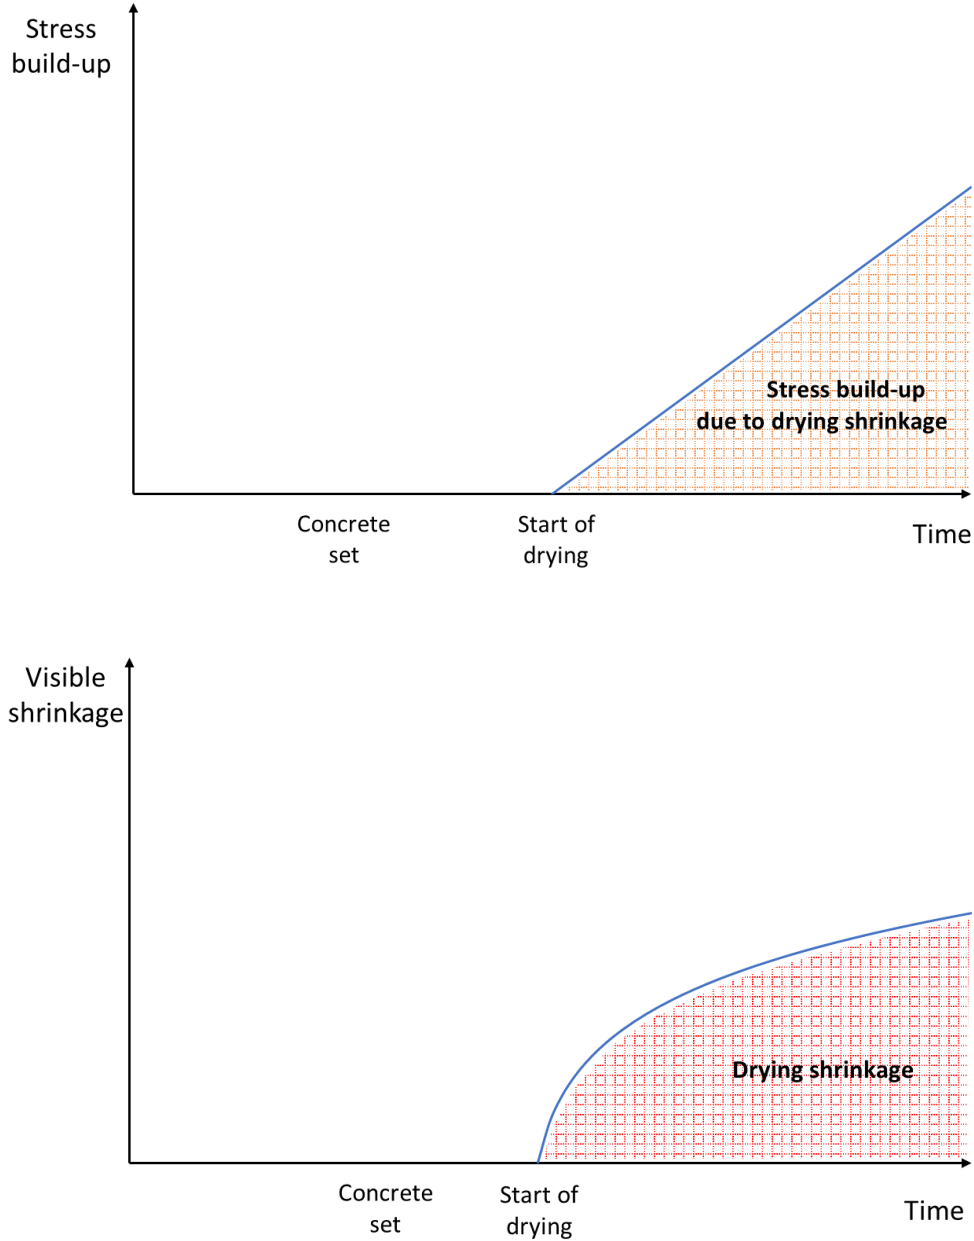 Stress
build-up
Stress build-up
due to drying shrinkage
Concrete
set
Start of
drying
Time
Visible
shrinkage
Drying shrinkage
Concrete
set
Start of
drying
Time